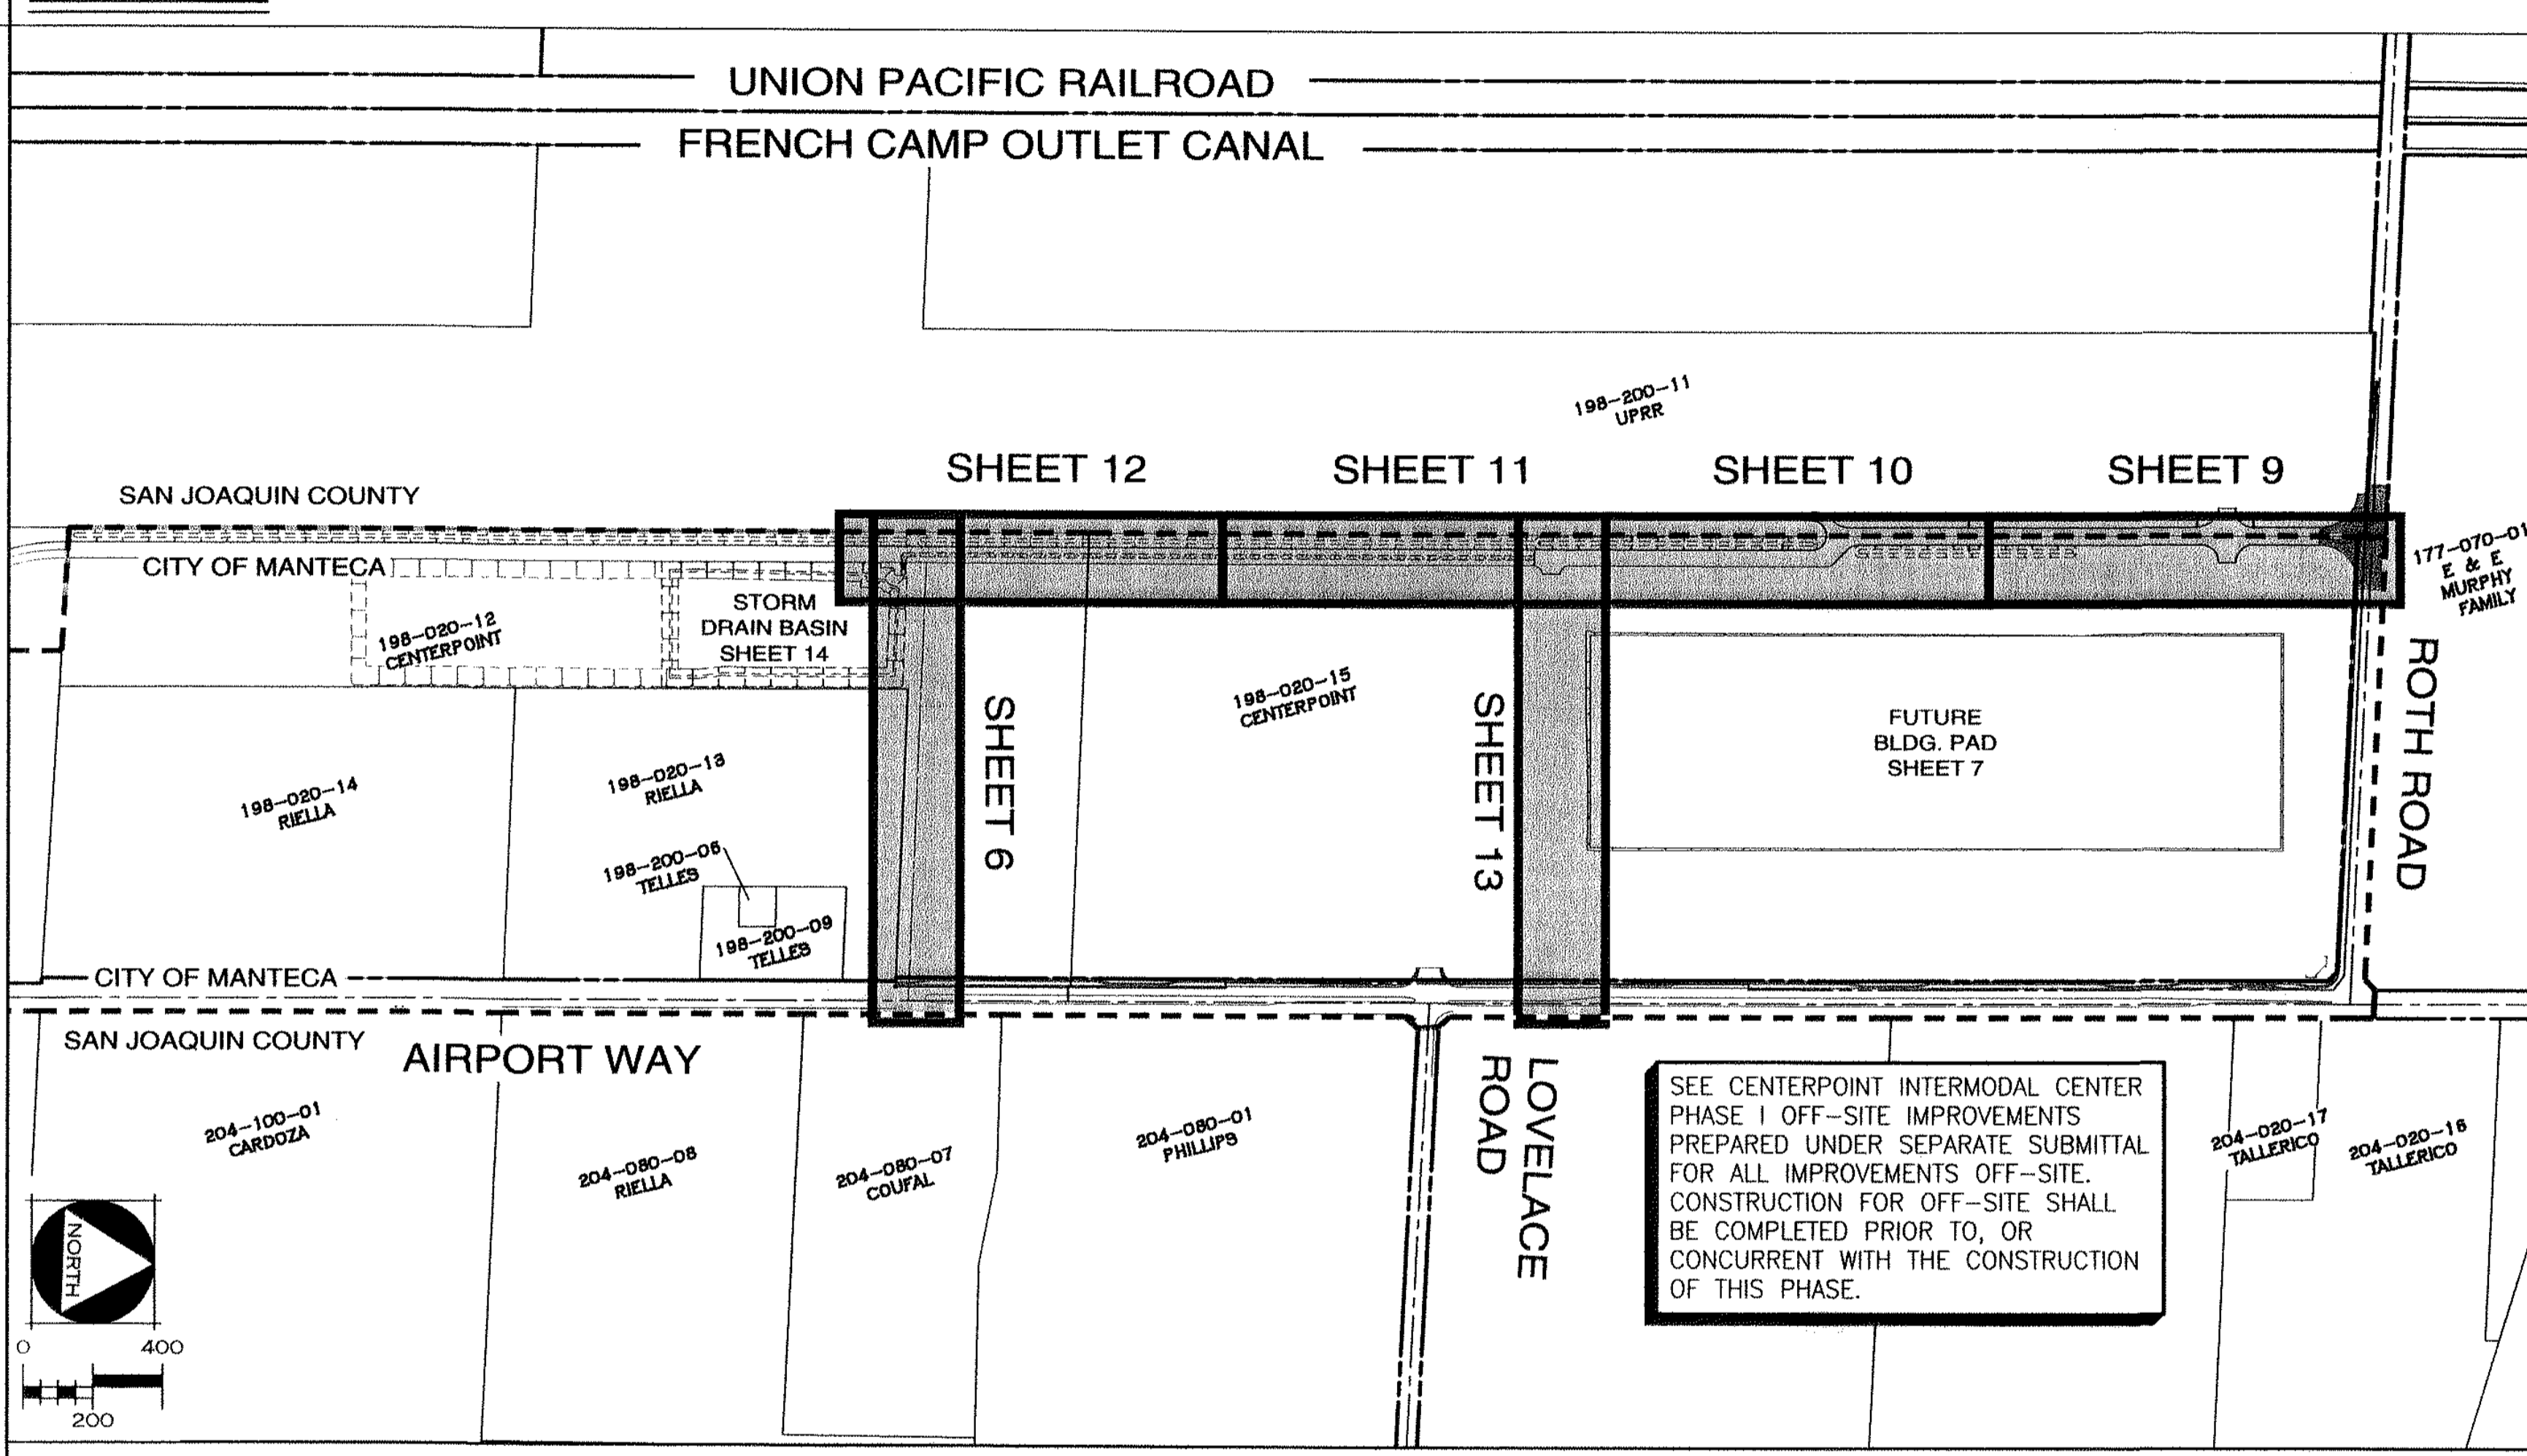 UNION PACIFIC RAILROAD
FRENCH CAMP OUTLET CANAL
198-200-11
UPRR
SHEET 12
SHEET 11
SHEET 10
SHEET 9
SAN JOAQUIN COUNTY
CITY OF MANTECA
177-070-01
E & E
MURPHY
FAMILY
198-020-12
CENTERPOINT
STORM
DRAIN BASIN
SHEET 14
198-020-15
CENTERPOINT
SHEET 6
SHEET 13
FUTURE
BLDG. PAD
SHEET 7
ROTH ROAD
198-020-14
RIELLA
198-020-13
RIELLA
198-200-06
TELLES
198-200-09
TELLES
CITY OF MANTECA
SAN JOAQUIN COUNTY
AIRPORT WAY
LOVELACE
ROAD
204-100-01
CARDOZA
204-080-08
RIELLA
204-080-07
COUFAL
204-080-01
PHILLIPS
SEE CENTERPOINT INTERMODAL CENTER
PHASE I OFF-SITE IMPROVEMENTS
PREPARED UNDER SEPARATE SUBMITTAL
FOR ALL IMPROVEMENTS OFF-SITE.
CONSTRUCTION FOR OFF-SITE SHALL
BE COMPLETED PRIOR TO, OR
CONCURRENT WITH THE CONSTRUCTION
OF THIS PHASE.
204-020-17
TALLERICO
204-020-16
TALLERICO
NORTH
0
400
200